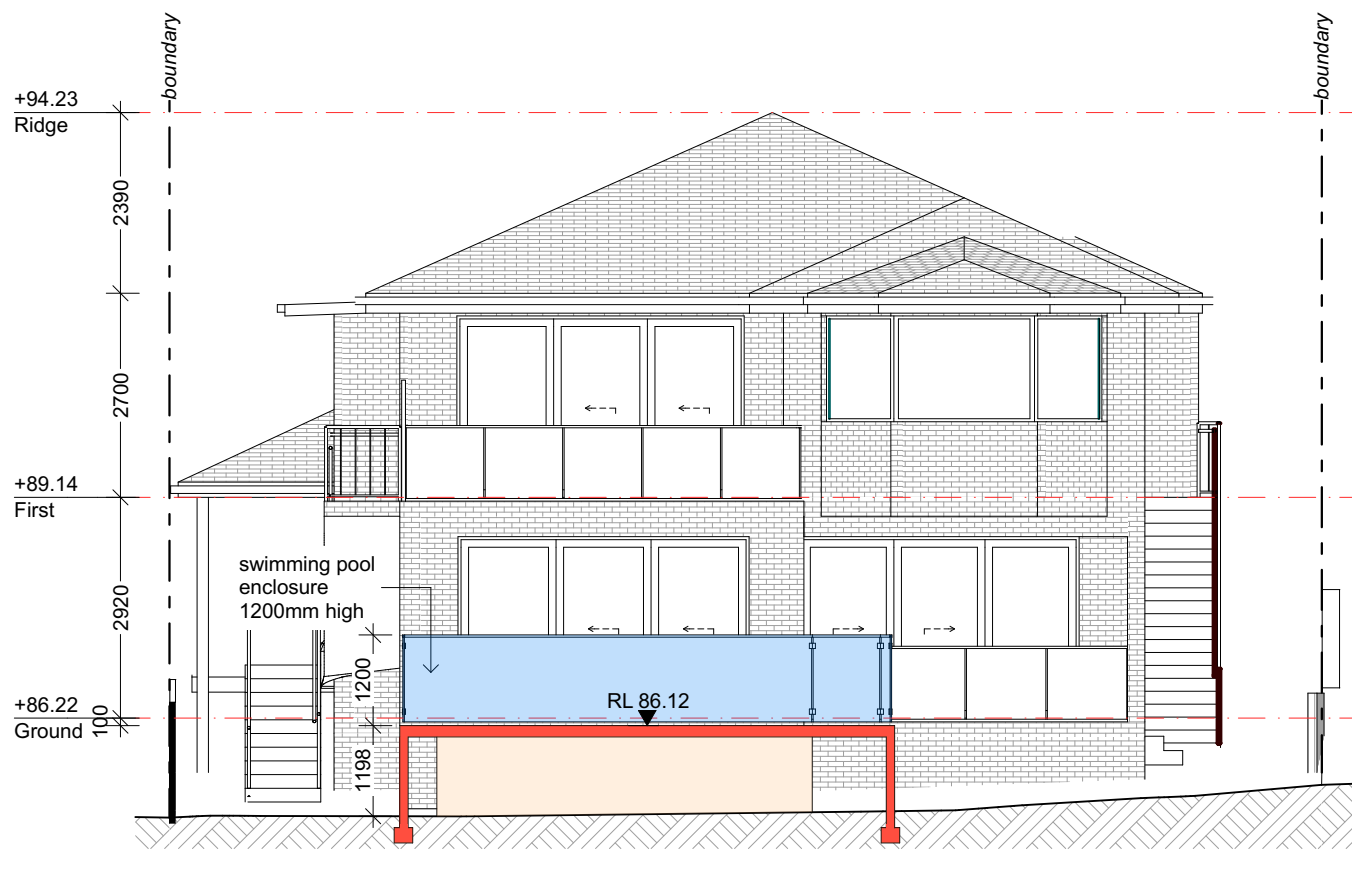 boundary
boundary
+94.23
Ridge
2390
2700
+89.14
First
swimming pool
enclosure
1200mm high
2920
1200
RL 86.12
+86.22
Ground
100
1198